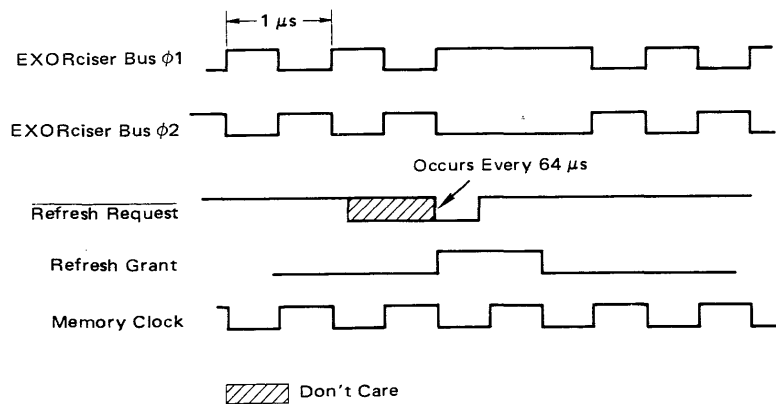 1 μs
EXORciser Bus ϕ1
EXORciser Bus ϕ2
Occurs Every 64 μs
Refresh Request
Refresh Grant
Memory Clock
Don't Care